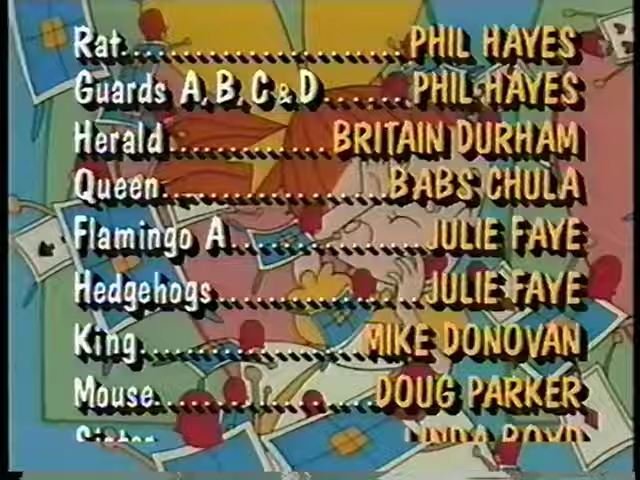 Rat........................PHIL HAYES
Guards A, B, C & D.......PHIL HAYES
Herald.............BRITAIN DURHAM
Queen...................BABS CHULA
Flamingo A................JULIE FAYE
Hedgehogs.................JULIE FAYE
King....................MIKE DONOVAN
Mouse..................DOUG PARKER